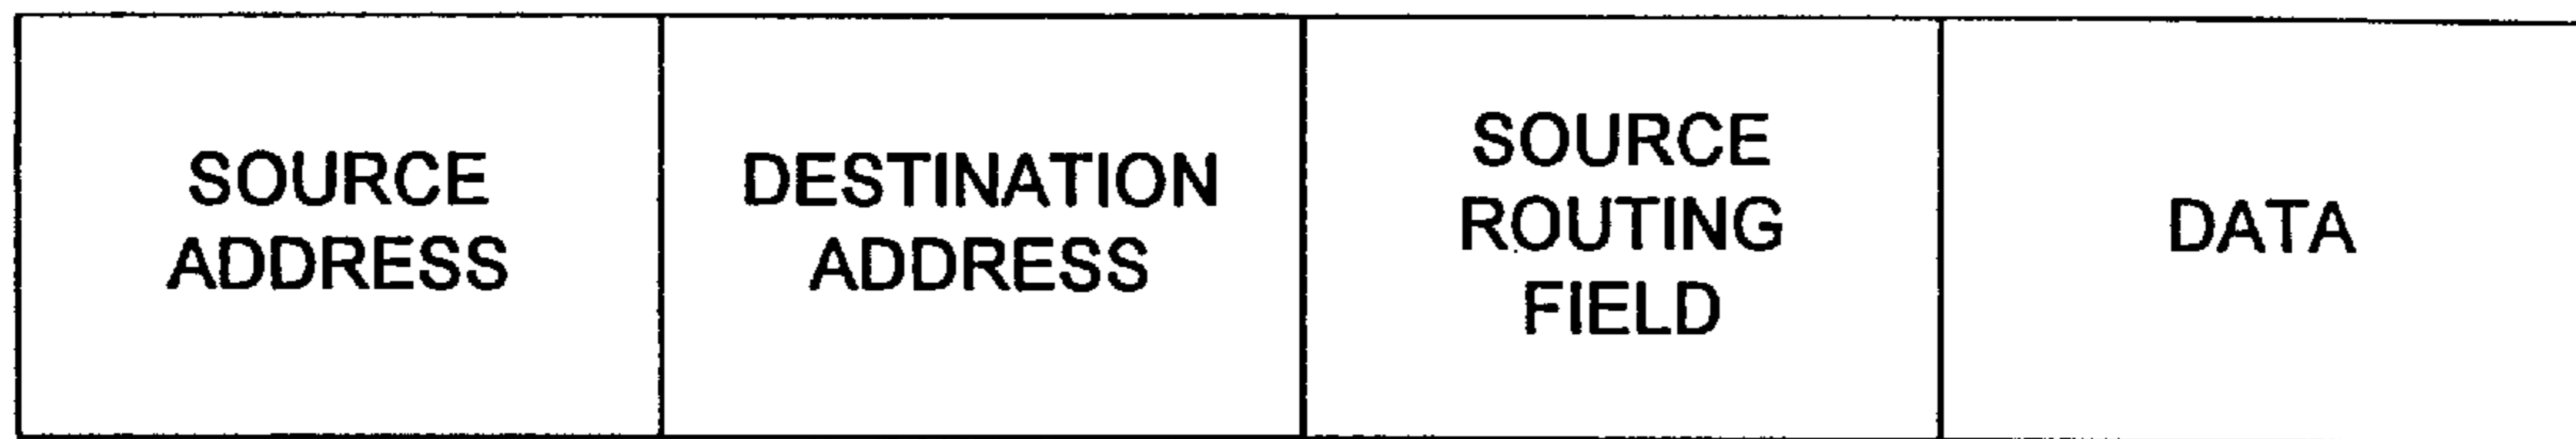 SOURCE
ADDRESS
DESTINATION
ADDRESS
SOURCE
ROUTING
FIELD
DATA